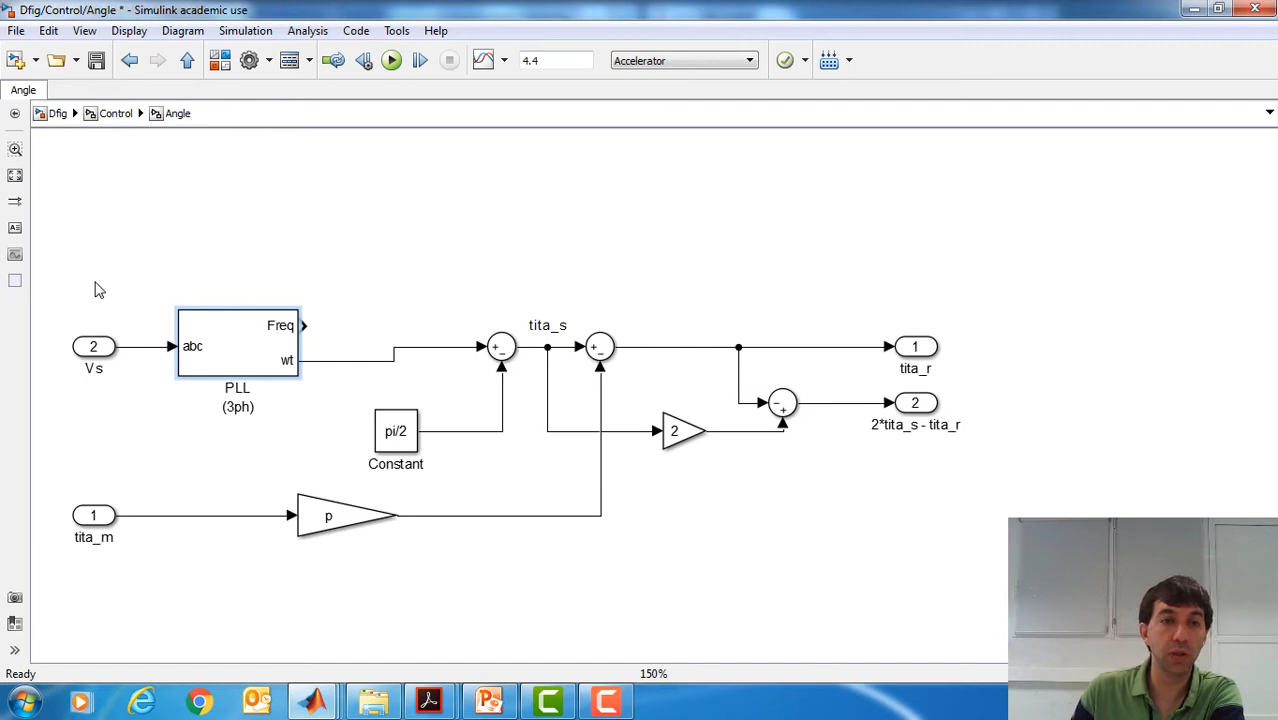 Dfig/Control/Angle * - Simulink academic use
File Edit View Display Diagram Simulation Analysis Code Tools Help
4.4 Accelerator
Angle
Dfig Control Angle
2
Vs
abc
Freq
wt
PLL
(3ph)
tita_s
pi/2
Constant
2
1
tita_r
2
2*tita_s - tita_r
1
tita_m
p
Ready 150%